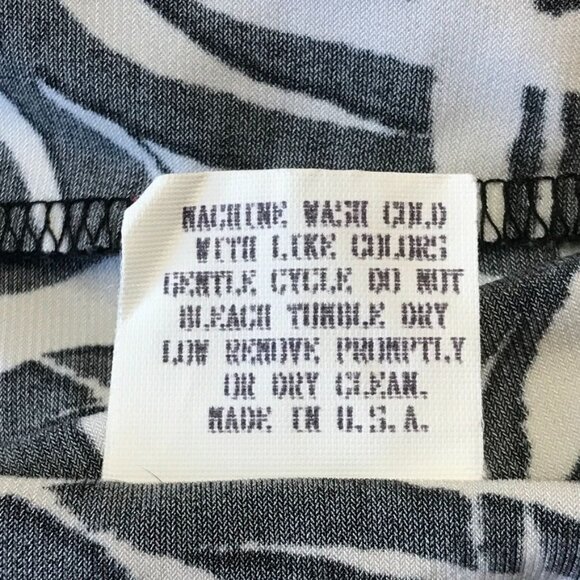 MACHINE WASH COLD
WITH LIKE COLORS
GENTLE CYCLE DO NOT
BLEACH TUMBLE DRY
LOW REMOVE PROMPTLY
OR DRY CLEAN.
MADE IN U.S.A.